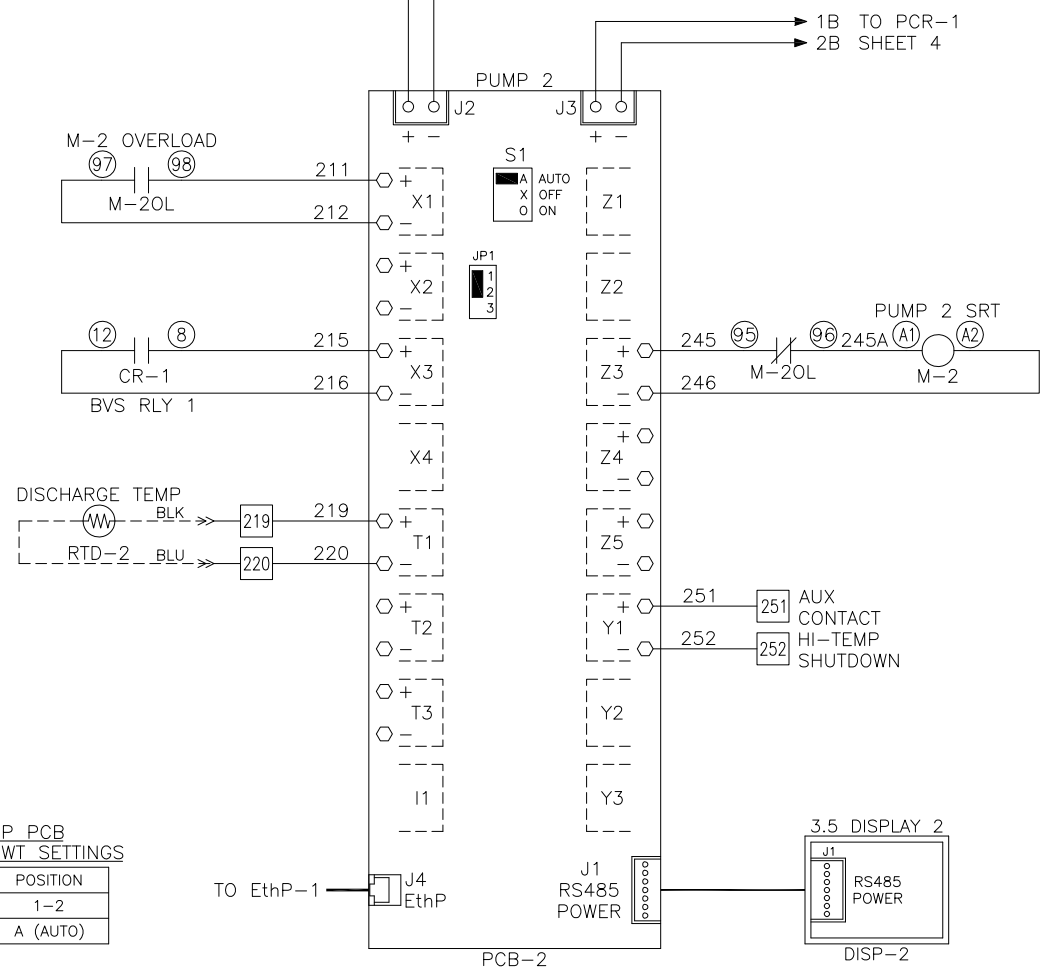 1B TO PCR-1
2B SHEET 4
PUMP 2
J2
J3
+ -
+ -
M-2 OVERLOAD
97
98
M-2OL
211
212
+
X1
-
S1
A AUTO
X OFF
O ON
Z1
+
X2
-
JP1
1
2
3
Z2
12
8
CR-1
BVS RLY 1
215
216
+
X3
-
+
Z3
-
245
95
96
245A
M-2OL
PUMP 2 SRT
A1
A2
M-2
246
X4
+
Z4
-
DISCHARGE TEMP
BLK
RTD-2
BLU
219
219
220
220
+
T1
-
+
Z5
-
+
T2
-
+
Y1
-
251
251
AUX
CONTACT
252
252
HI-TEMP
SHUTDOWN
+
T3
-
Y2
I1
Y3
P PCB
WT SETTINGS
POSITION
1-2
A (AUTO)
TO EthP-1
J4
EthP
J1
RS485
POWER
3.5 DISPLAY 2
J1
RS485
POWER
DISP-2
PCB-2